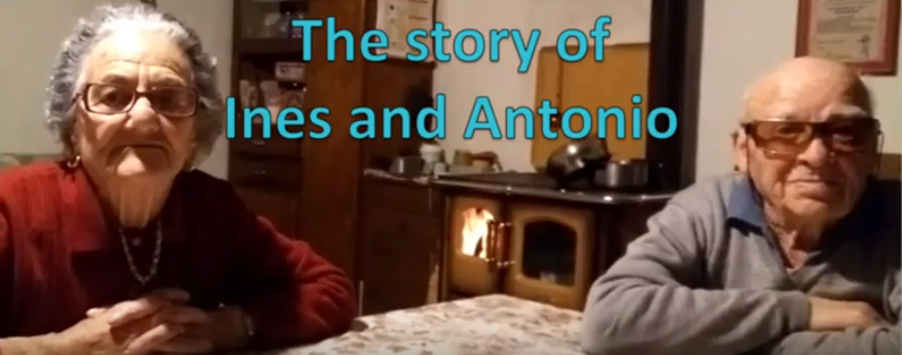 The story of
Ines and Antonio